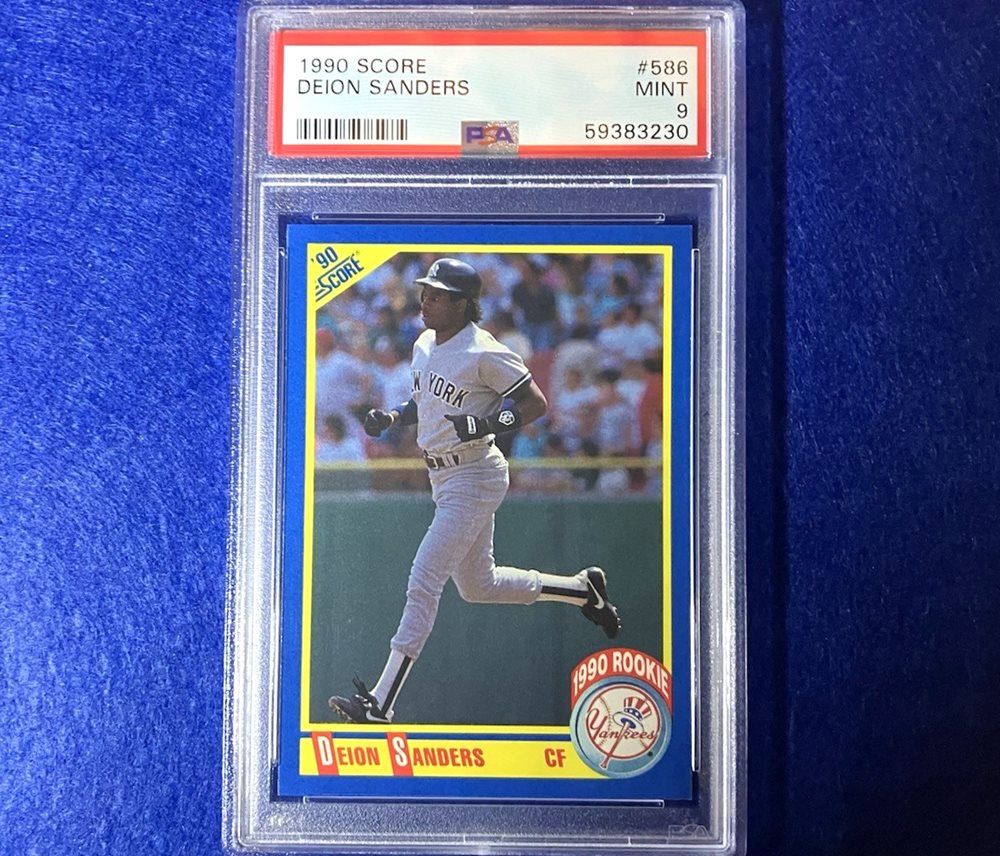 1990 SCORE
#586
DEION SANDERS
MINT
9
PSA
59383230
'90
SCORE
NEW YORK
1990 ROOKIE
Yankees
DEION SANDERS
CF
PSA